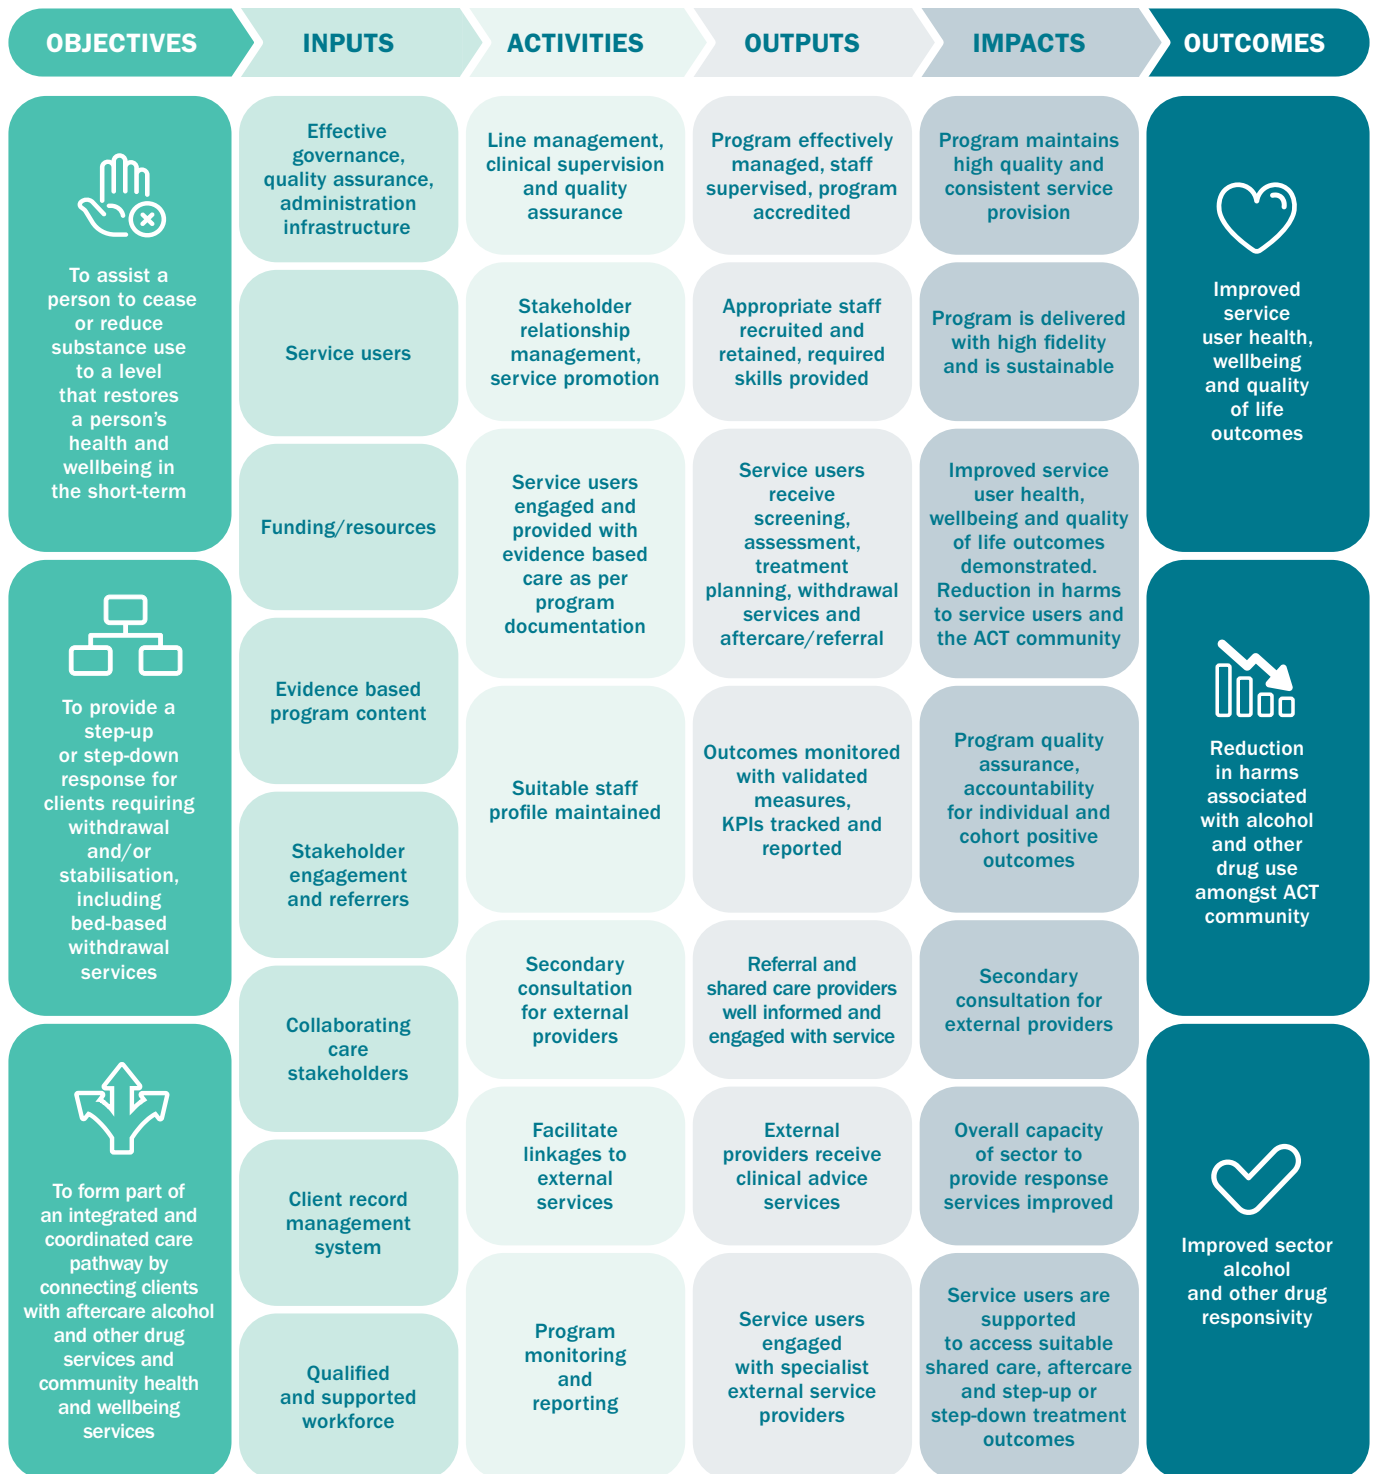 OBJECTIVES
INPUTS
ACTIVITIES
OUTPUTS
IMPACTS
OUTCOMES
To assist a
person to cease
or reduce
substance use
to a level
that restores
a person’s
health and
wellbeing in
the short-term
To provide a
step-up
or step-down
response for
clients requiring
withdrawal
and/or
stabilisation,
including
bed-based
withdrawal
services
To form part of
an integrated and
coordinated care
pathway by
connecting clients
with aftercare alcohol
and other drug
services and
community health
and wellbeing
services
Effective
governance,
quality assurance,
administration
infrastructure
Service users
Funding/resources
Evidence based
program content
Stakeholder
engagement
and referrers
Collaborating
care
stakeholders
Client record
management
system
Qualified
and supported
workforce
Line management,
clinical supervision
and quality
assurance
Stakeholder
relationship
management,
service promotion
Service users
engaged and
provided with
evidence based
care as per
program
documentation
Suitable staff
profile maintained
Secondary
consultation
for external
providers
Facilitate
linkages to
external
services
Program
monitoring
and
reporting
Program effectively
managed, staff
supervised, program
accredited
Appropriate staff
recruited and
retained, required
skills provided
Service users
receive
screening,
assessment,
treatment
planning, withdrawal
services and
aftercare/referral
Outcomes monitored
with validated
measures,
KPIs tracked and
reported
Referral and
shared care providers
well informed and
engaged with service
External
providers receive
clinical advice
services
Service users
engaged
with specialist
external service
providers
Program maintains
high quality and
consistent service
provision
Program is delivered
with high fidelity
and is sustainable
Improved service
user health,
wellbeing and quality
of life outcomes
demonstrated.
Reduction in harms
to service users and
the ACT community
Program quality
assurance,
accountability
for individual and
cohort positive
outcomes
Secondary
consultation for
external providers
Overall capacity
of sector to
provide response
services improved
Service users are
supported
to access suitable
shared care, aftercare
and step-up or
step-down treatment
outcomes
Improved
service
user health,
wellbeing
and quality
of life
outcomes
Reduction
in harms
associated
with alcohol
and other
drug use
amongst ACT
community
Improved sector
alcohol
and other drug
responsivity